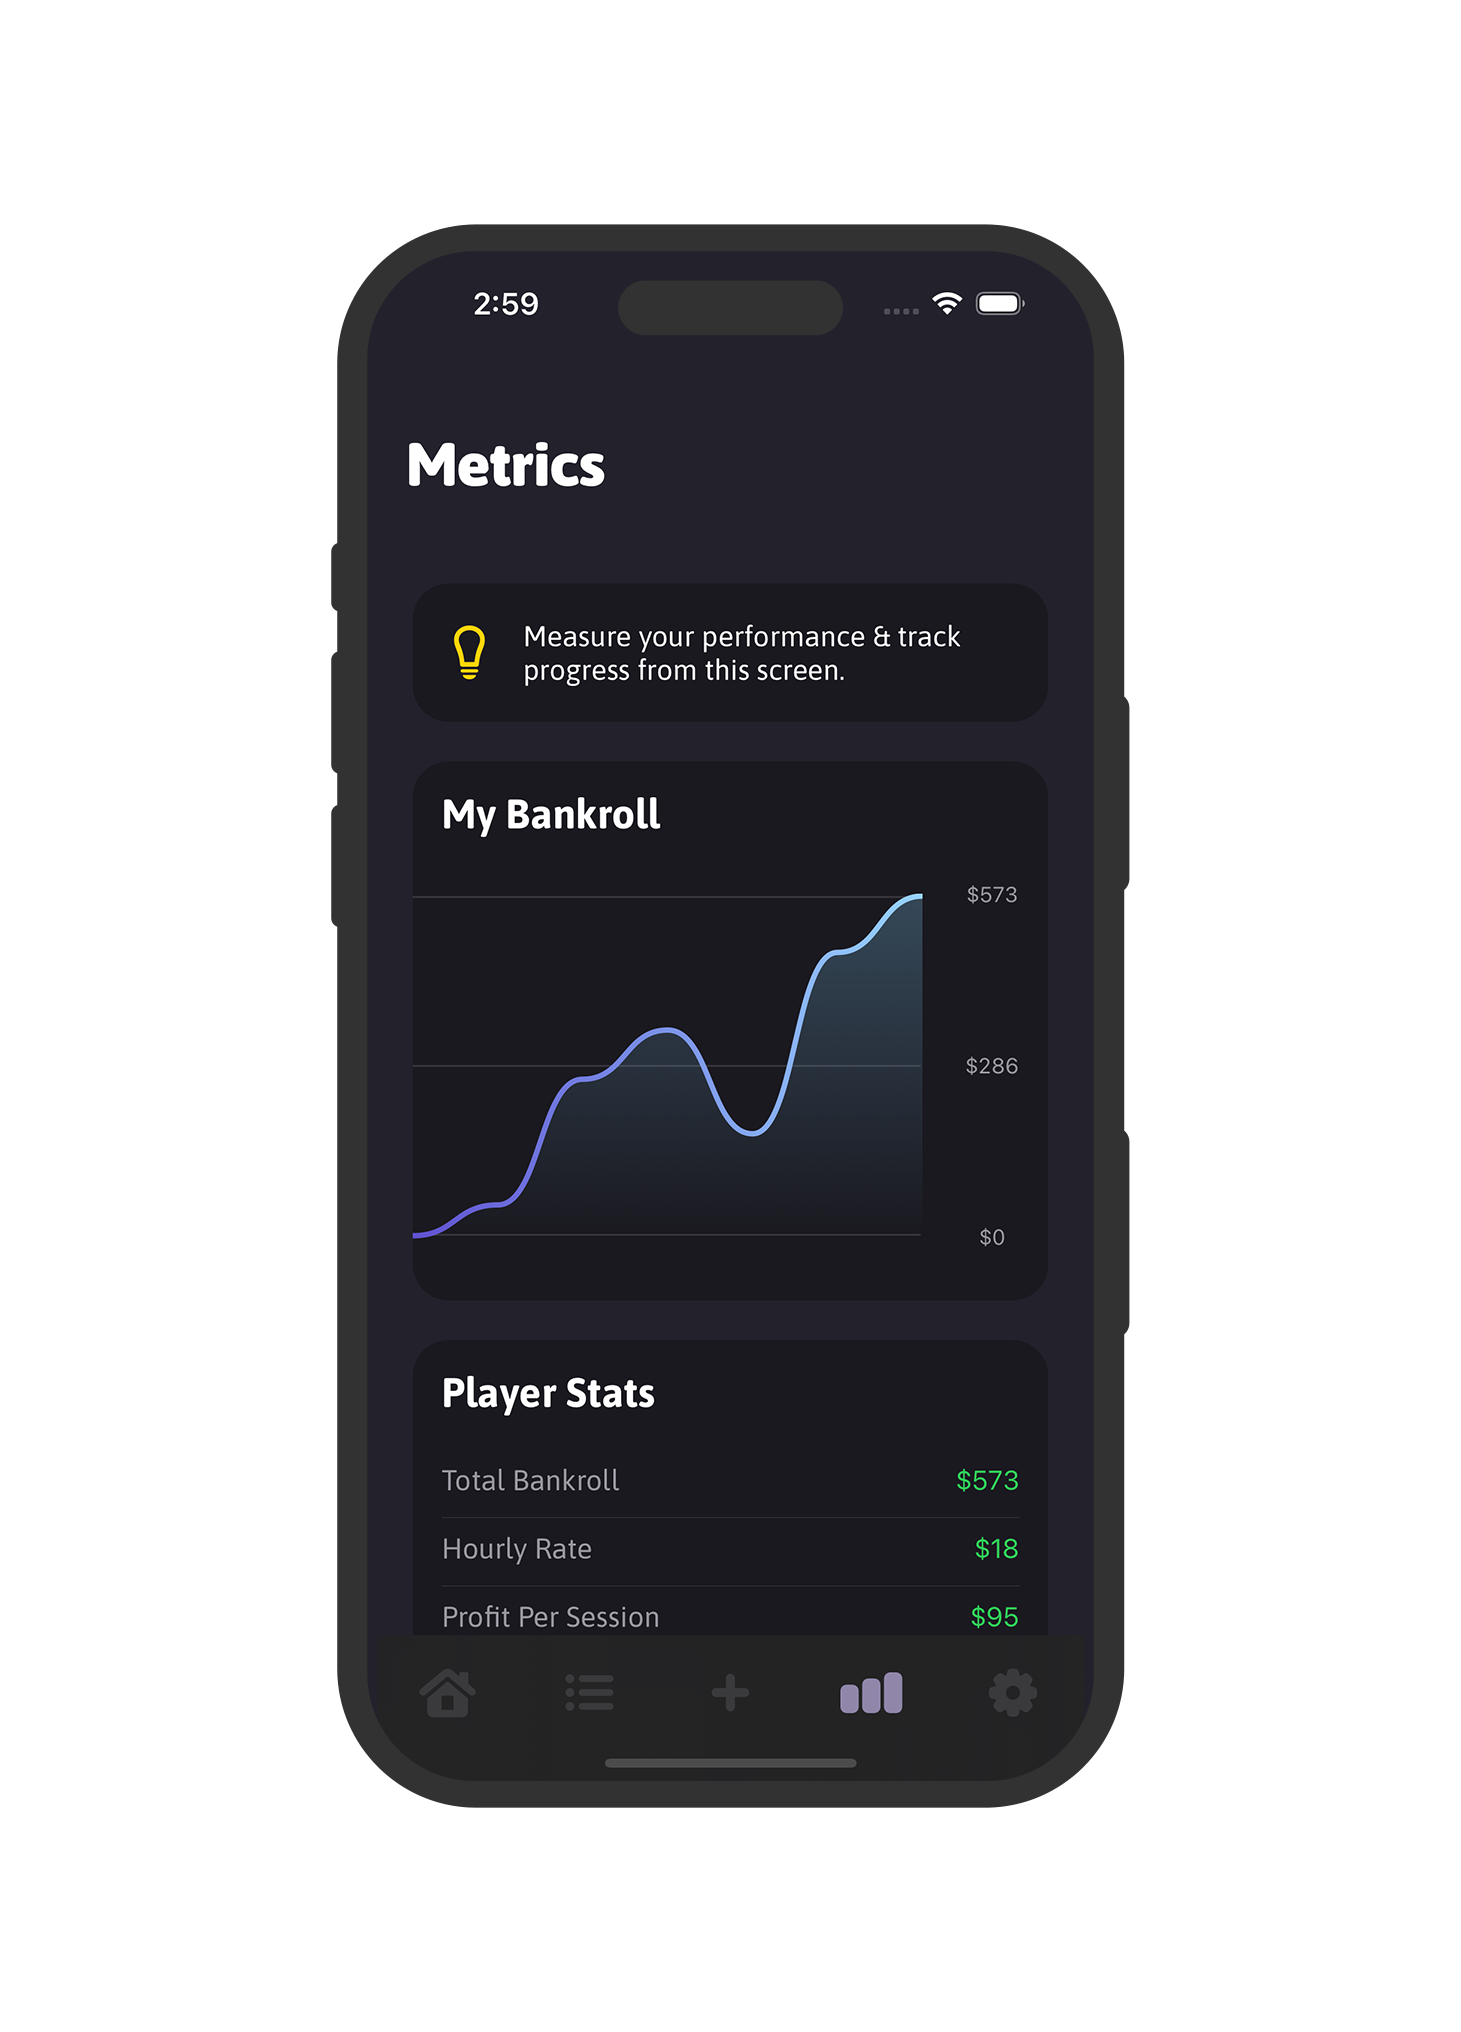 2:59
Metrics
Measure your performance & track
progress from this screen.
My Bankroll
$573
$286
$0
Player Stats
Total Bankroll $573
Hourly Rate $18
Profit Per Session $95